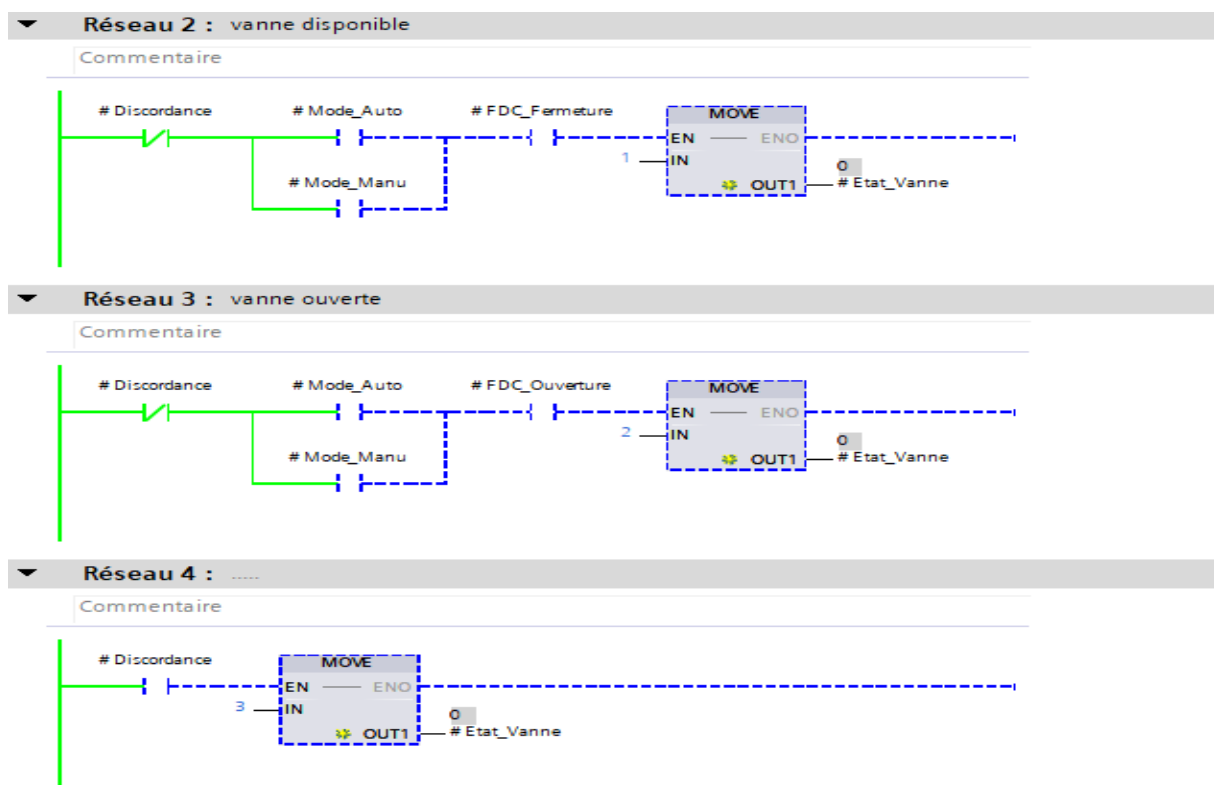 Réseau 2 : vanne disponible
Commentaire
# Discordance # Mode_Auto # FDC_Fermeture MOVE
EN ENO
1 IN 0
# Mode_Manu OUT1 # Etat_Vanne
Réseau 3 : vanne ouverte
Commentaire
# Discordance # Mode_Auto # FDC_Ouverture MOVE
EN ENO
2 IN 0
# Mode_Manu OUT1 # Etat_Vanne
Réseau 4 : .....
Commentaire
# Discordance MOVE
EN ENO
3 IN 0
OUT1 # Etat_Vanne